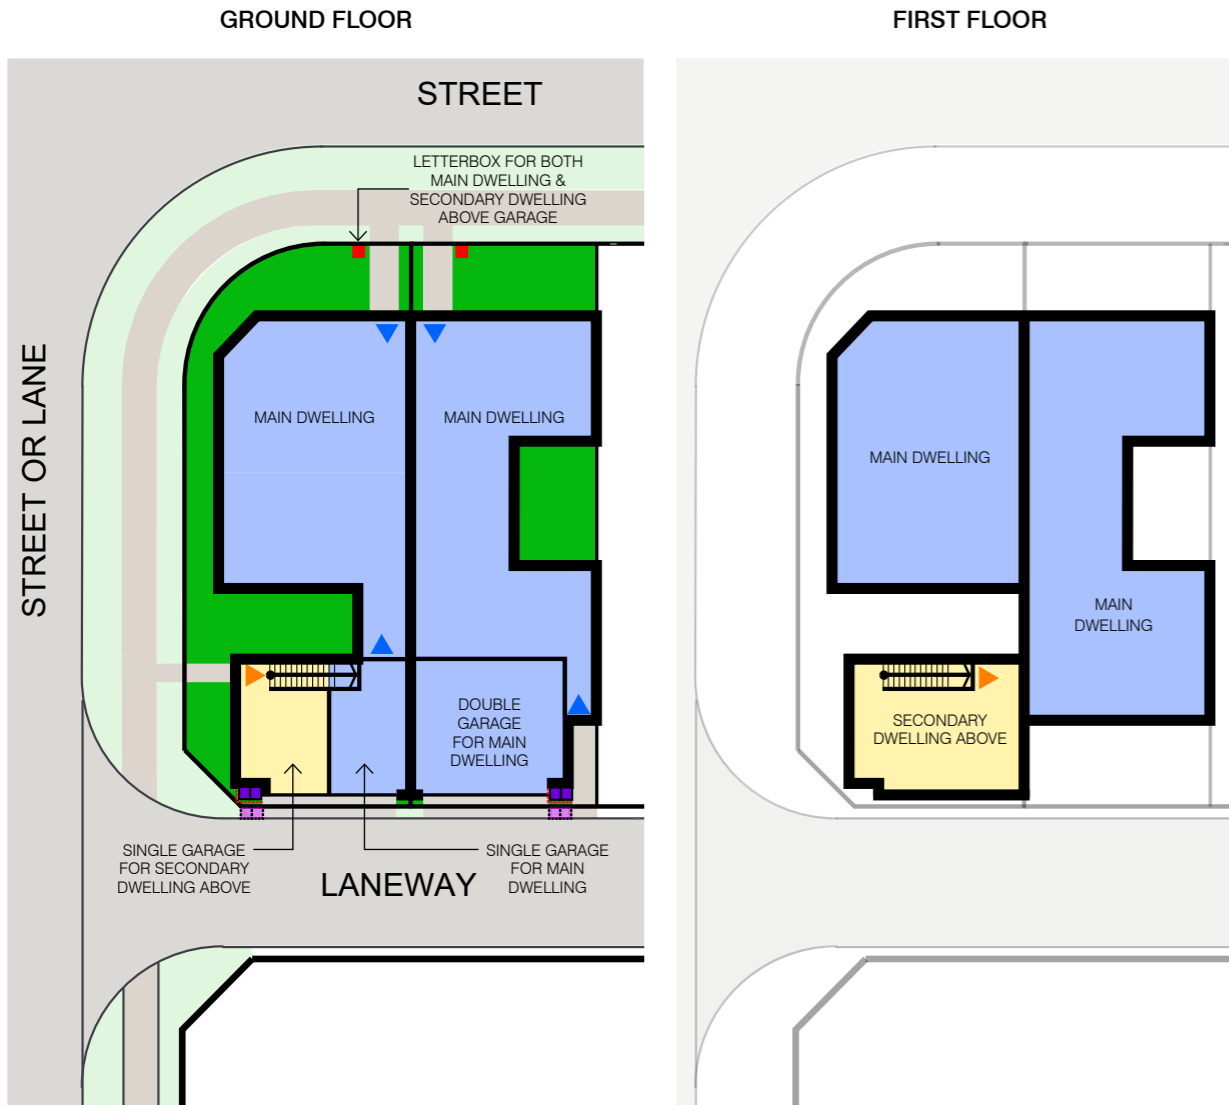 GROUND FLOOR
FIRST FLOOR
STREET
LETTERBOX FOR BOTH
MAIN DWELLING &
SECONDARY DWELLING
ABOVE GARAGE
STREET OR LANE
MAIN DWELLING
MAIN DWELLING
MAIN DWELLING
MAIN
DWELLING
DOUBLE
GARAGE
FOR MAIN
DWELLING
SECONDARY
DWELLING ABOVE
SINGLE GARAGE
FOR SECONDARY
DWELLING ABOVE
SINGLE GARAGE
FOR MAIN
DWELLING
LANEWAY